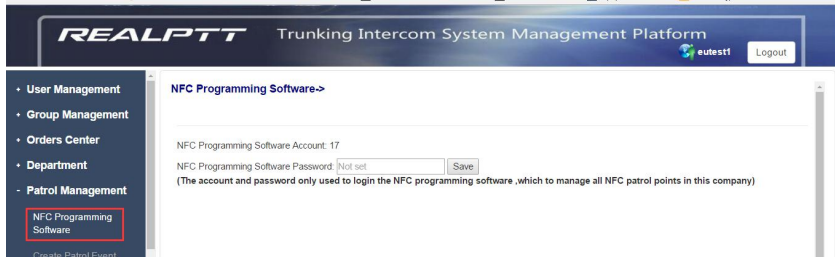 REALPTT Trunking Intercom System Management Platform
eutest1 Logout
+ User Management
+ Group Management
+ Orders Center
+ Department
- Patrol Management
NFC Programming
Software
Create Patrol Event
NFC Programming Software->
NFC Programming Software Account: 17
NFC Programming Software Password: Not set Save
(The account and password only used to login the NFC programming software ,which to manage all NFC patrol points in this company)